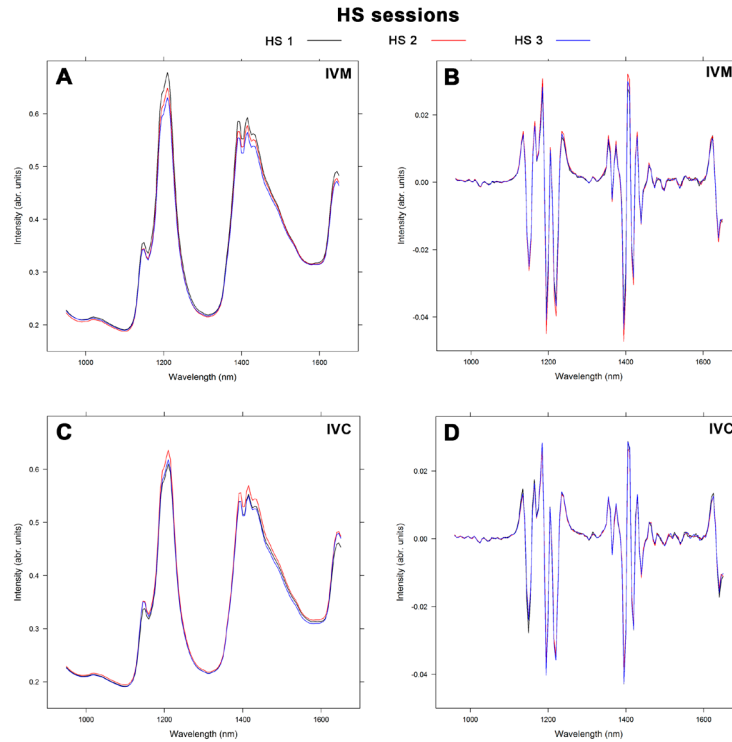 HS sessions
HS 1 HS 2 HS 3
A IVM
Intensity (abr. units)
0.6
0.5
0.4
0.3
0.2
1000 1200 1400 1600
Wavelength (nm)
B IVM
Intensity (abr. units)
0.02
0.00
-0.02
-0.04
1000 1200 1400 1600
Wavelength (nm)
C IVC
Intensity (abr. units)
0.6
0.5
0.4
0.3
0.2
1000 1200 1400 1600
Wavelength (nm)
D IVC
Intensity (abr. units)
0.02
0.00
-0.02
-0.04
1000 1200 1400 1600
Wavelength (nm)